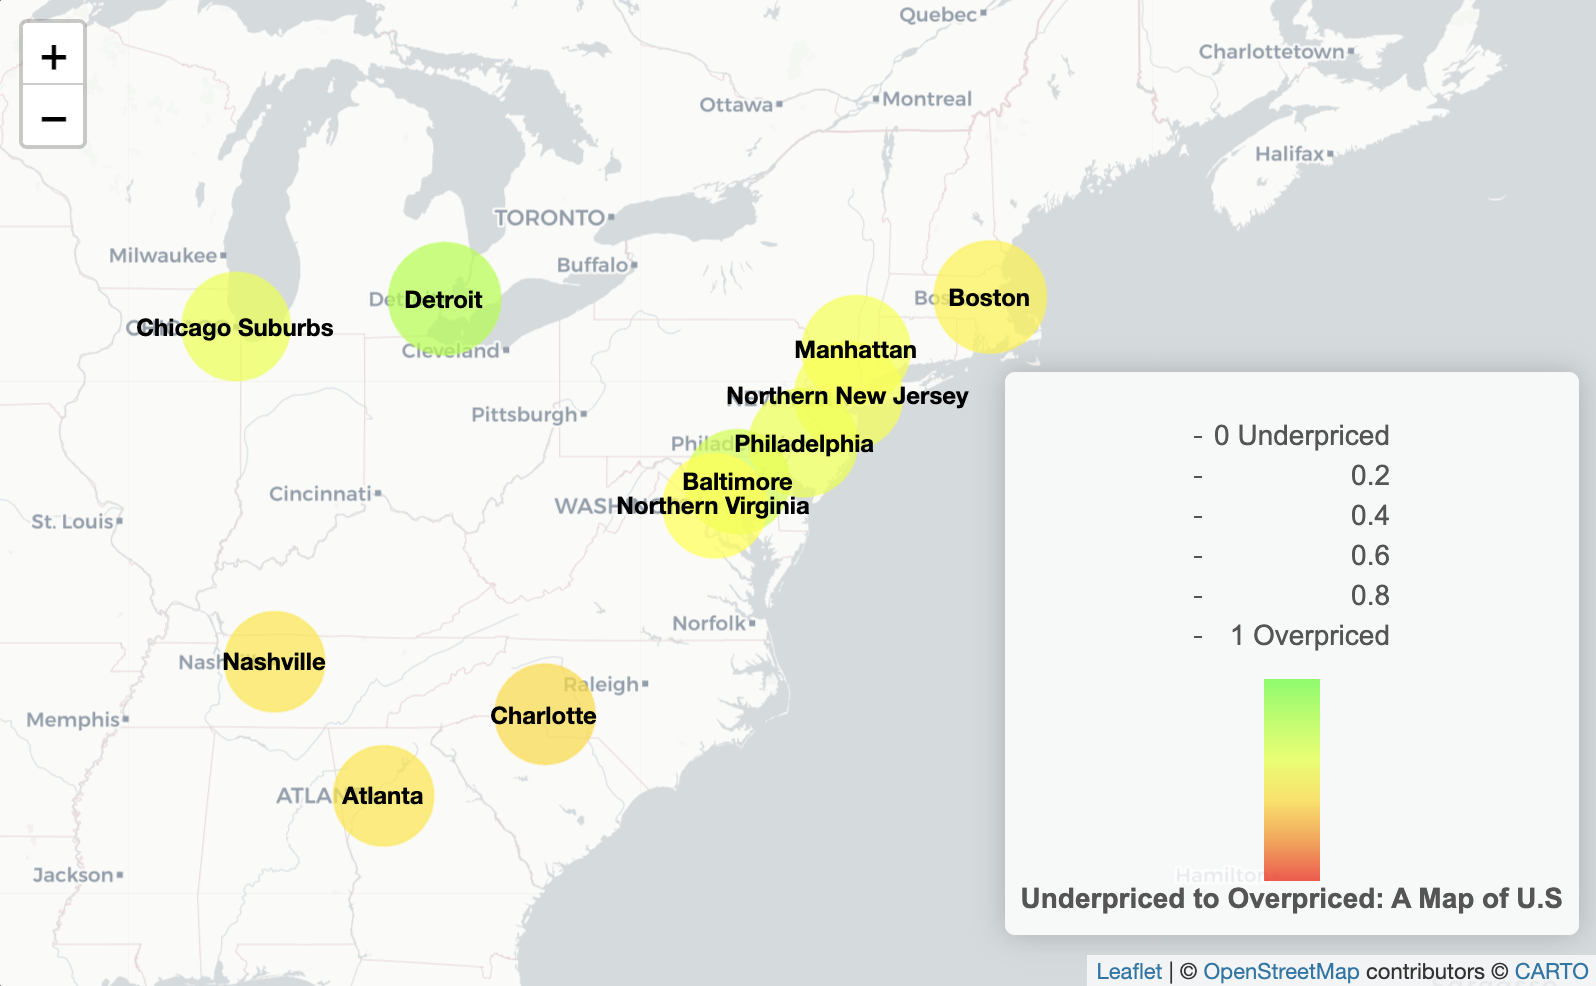 +
−
Quebec
Charlottetown
Ottawa
Montreal
Halifax
TORONTO
Milwaukee
Buffalo
Detroit
Boston
Chicago Suburbs
Cleveland
Manhattan
Northern New Jersey
Pittsburgh
Philadelphia
Baltimore
Northern Virginia
Cincinnati
St. Louis
Norfolk
Nashville
Raleigh
Charlotte
Memphis
Atlanta
Jackson
- 0 Underpriced
- 0.2
- 0.4
- 0.6
- 0.8
- 1 Overpriced
Hamilton
Underpriced to Overpriced: A Map of U.S
Leaflet | © OpenStreetMap contributors © CARTO